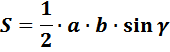 S = 1/2 · a · b · sin γ